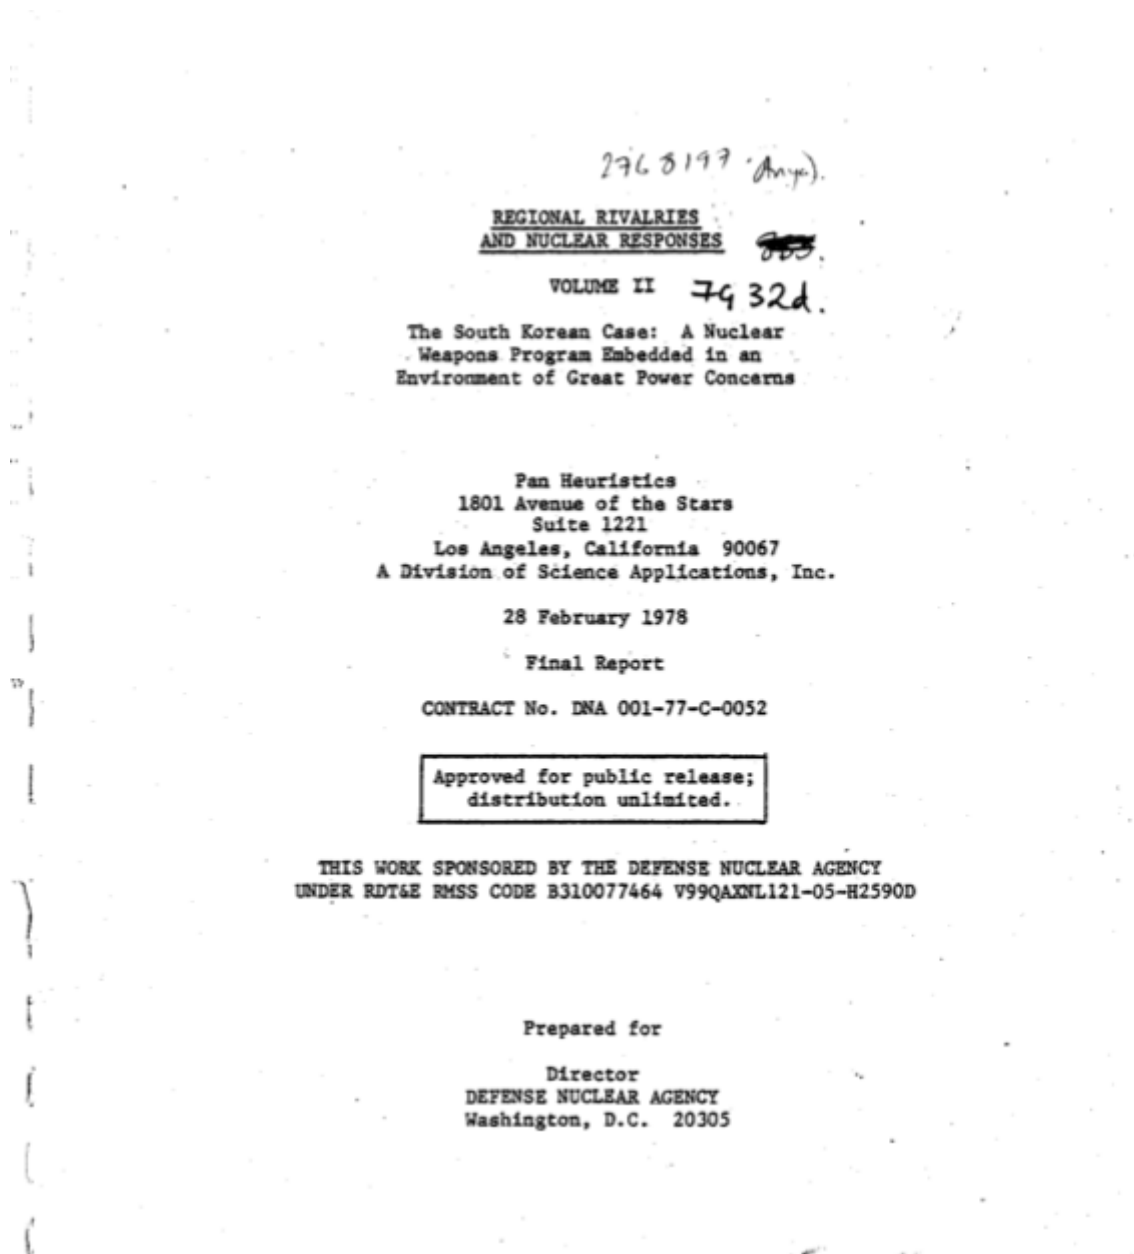 2768197
REGIONAL RIVALRIES
AND NUCLEAR RESPONSES
VOLUME II 7G 32d.
The South Korean Case: A Nuclear
Weapons Program Embedded in an
Environment of Great Power Concerns
Pan Heuristics
1801 Avenue of the Stars
Suite 1221
Los Angeles, California 90067
A Division of Science Applications, Inc.
28 February 1978
Final Report
CONTRACT No. DNA 001-77-C-0052
Approved for public release;
distribution unlimited.
THIS WORK SPONSORED BY THE DEFENSE NUCLEAR AGENCY
UNDER RDT&E RMSS CODE B310077464 V99QAXNL121-05-H2590D
Prepared for
Director
DEFENSE NUCLEAR AGENCY
Washington, D.C. 20305